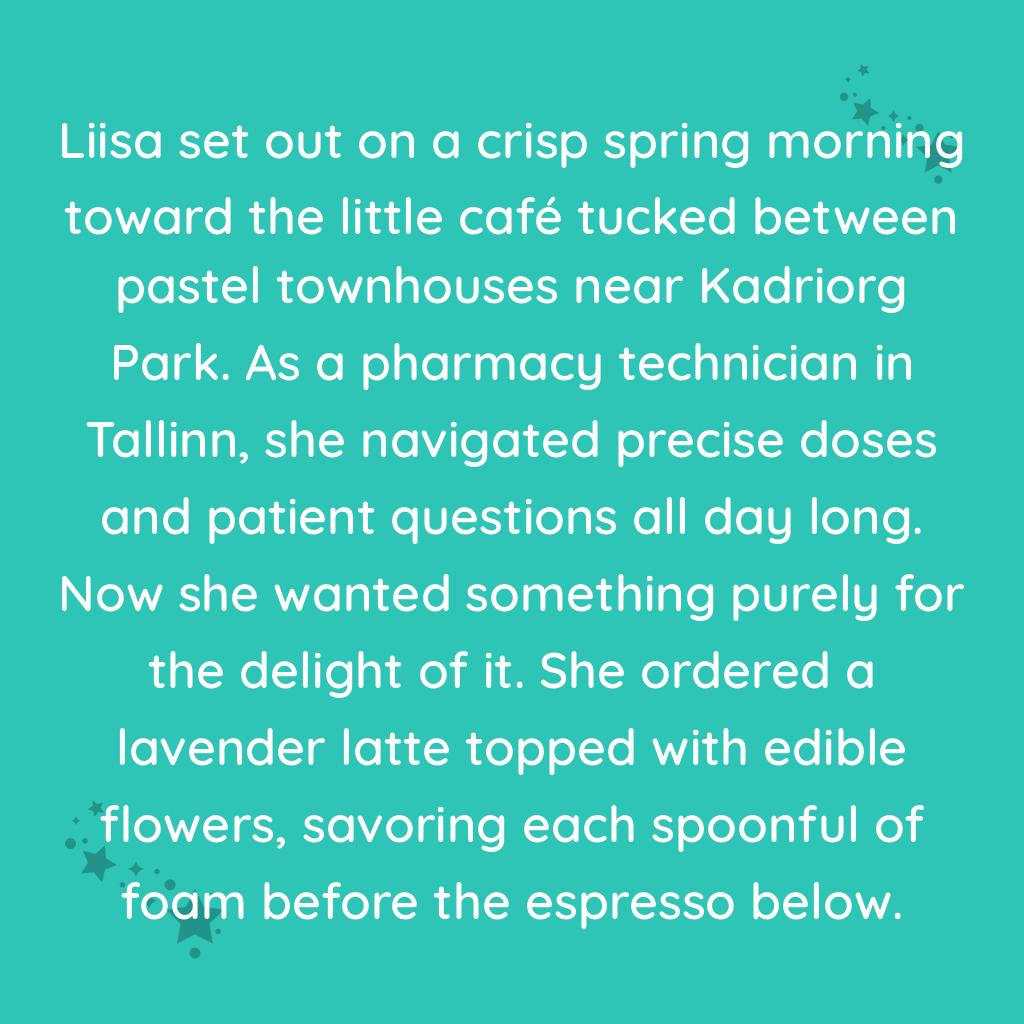 Liisa set out on a crisp spring morning
toward the little café tucked between
pastel townhouses near Kadriorg
Park. As a pharmacy technician in
Tallinn, she navigated precise doses
and patient questions all day long.
Now she wanted something purely for
the delight of it. She ordered a
lavender latte topped with edible
flowers, savoring each spoonful of
foam before the espresso below.